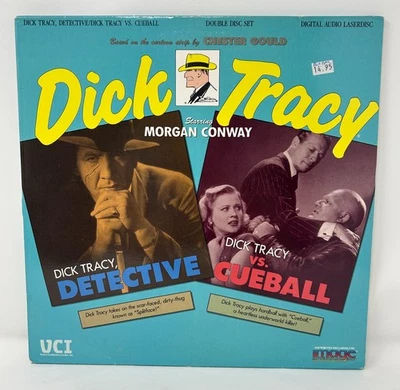 DICK TRACY, DETECTIVE/DICK TRACY VS. CUEBALL DOUBLE DISC SET DIGITAL AUDIO LASERDISC
Based on the cartoon strip by CHESTER GOULD
14.95
Dick Tracy
Starring
MORGAN CONWAY
DICK TRACY,
DETECTIVE
DICK TRACY
VS.
CUEBALL
Dick Tracy takes on the scar-faced, dirty-thug
known as "Splitface!"
Dick Tracy plays hardball with "Cueball,"
a heartless underworld killer!
VCI
image